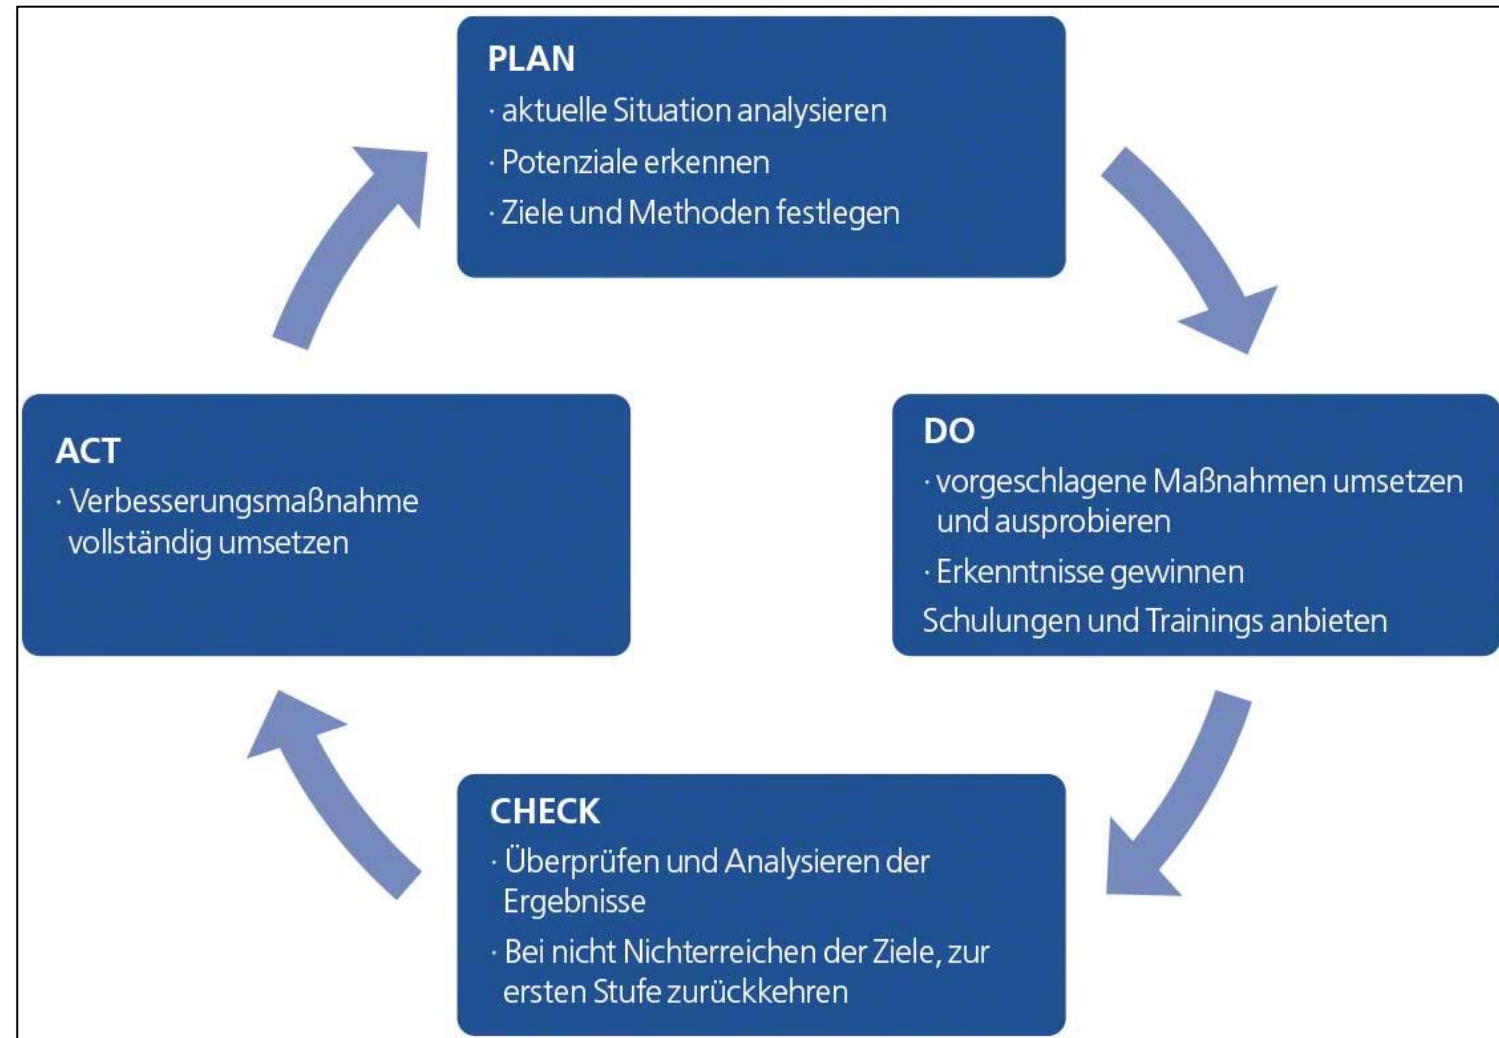 PLAN
· aktuelle Situation analysieren
· Potenziale erkennen
· Ziele und Methoden festlegen
DO
· vorgeschlagene Maßnahmen umsetzen
und ausprobieren
· Erkenntnisse gewinnen
Schulungen und Trainings anbieten
CHECK
· Überprüfen und Analysieren der
Ergebnisse
· Bei nicht Nichterreichen der Ziele, zur
ersten Stufe zurückkehren
ACT
· Verbesserungsmaßnahme
vollständig umsetzen